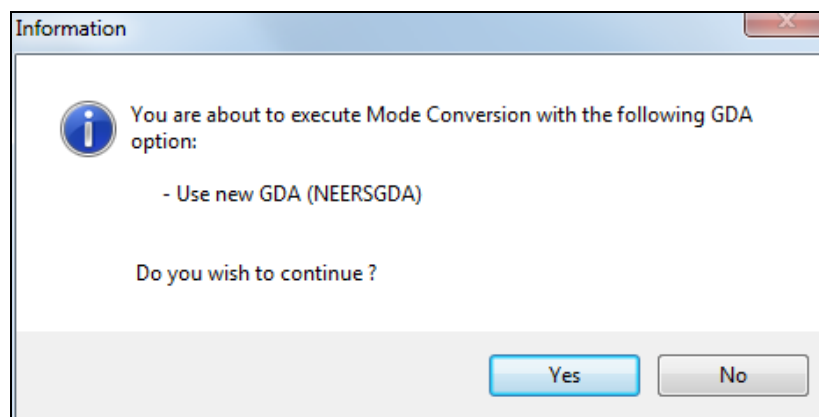 Information
You are about to execute Mode Conversion with the following GDA
option:
- Use new GDA (NEERSGDA)
Do you wish to continue ?
Yes No